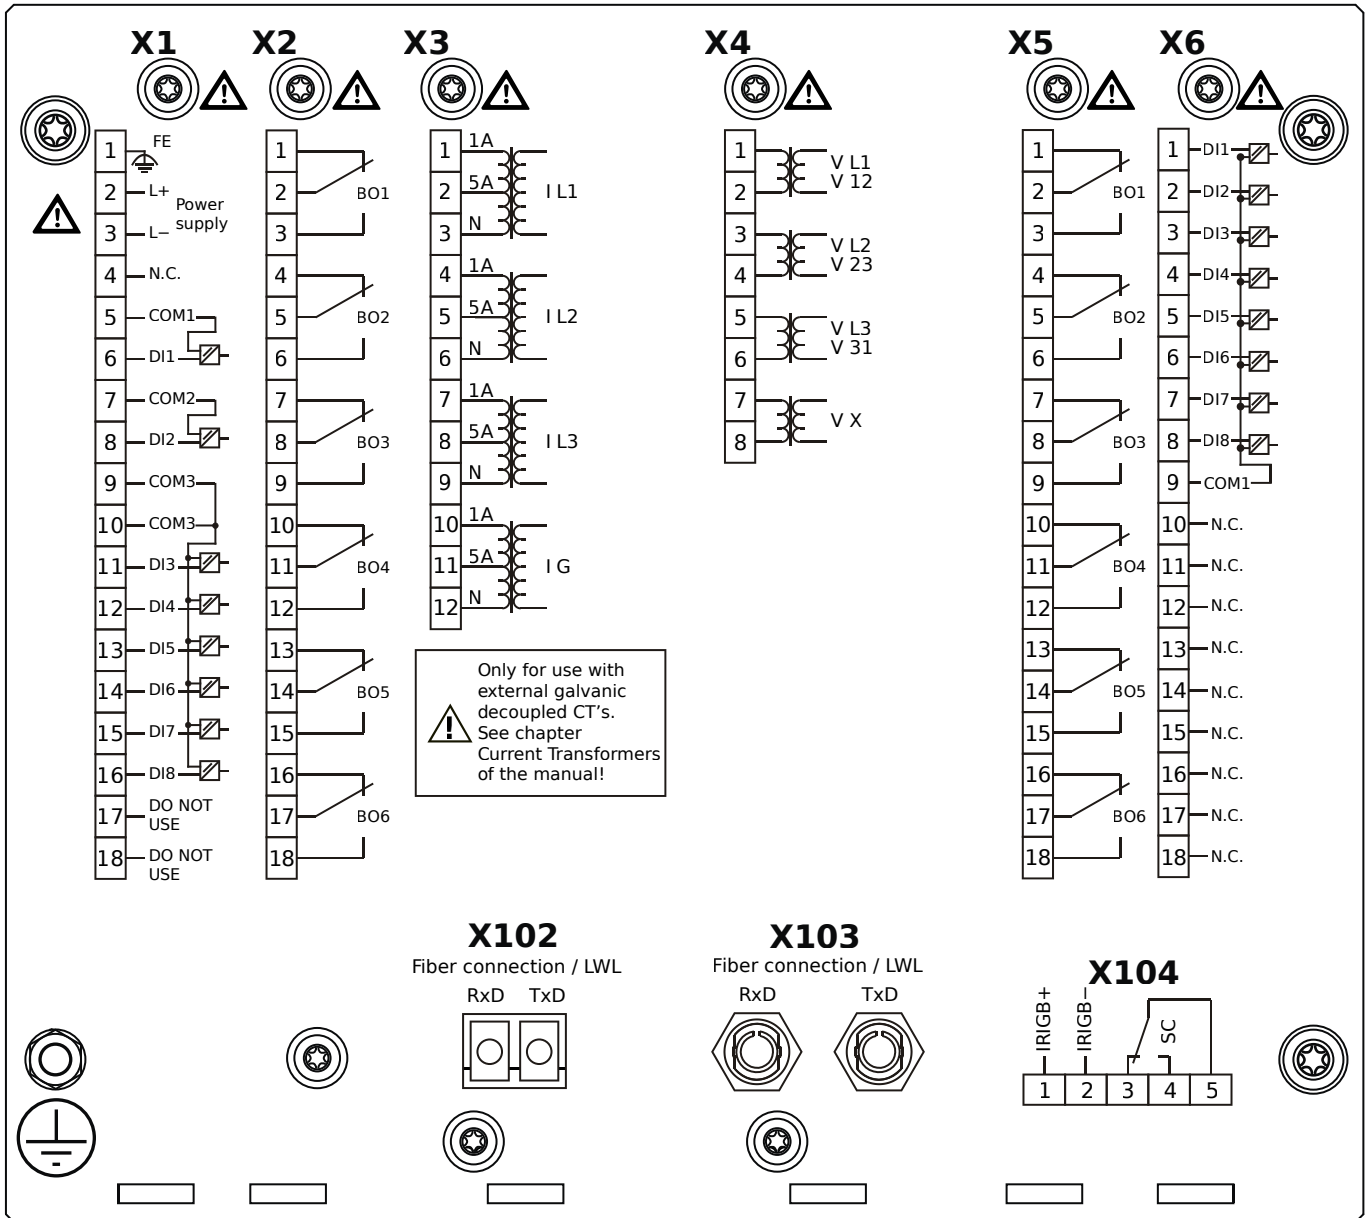 X1
X2
X3
X4
X5
X6
1 FE
2 L+
Power
supply
3 L−
4 N.C.
5 COM1
6 DI1
7 COM2
8 DI2
9 COM3
10 COM3
11 DI3
12 DI4
13 DI5
14 DI6
15 DI7
16 DI8
17 DO NOT
USE
18 DO NOT
USE
1
2 BO1
3
4
5 BO2
6
7
8 BO3
9
10
11 BO4
12
13
14 BO5
15
16
17 BO6
18
1 1A
2 5A I L1
3 N
4 1A
5 5A I L2
6 N
7 1A
8 5A I L3
9 N
10 1A
11 5A I G
12 N
Only for use with
external galvanic
decoupled CT's.
See chapter
Current Transformers
of the manual!
1 V L1
2 V 12
3 V L2
4 V 23
5 V L3
6 V 31
7 V X
8
1
2 BO1
3
4
5 BO2
6
7
8 BO3
9
10
11 BO4
12
13
14 BO5
15
16
17 BO6
18
1 DI1
2 DI2
3 DI3
4 DI4
5 DI5
6 DI6
7 DI7
8 DI8
9 COM1
10 N.C.
11 N.C.
12 N.C.
13 N.C.
14 N.C.
15 N.C.
16 N.C.
17 N.C.
18 N.C.
X102
Fiber connection / LWL
RxD TxD
X103
Fiber connection / LWL
RxD TxD
X104
IRIGB+
IRIGB−
SC
1 2 3 4 5